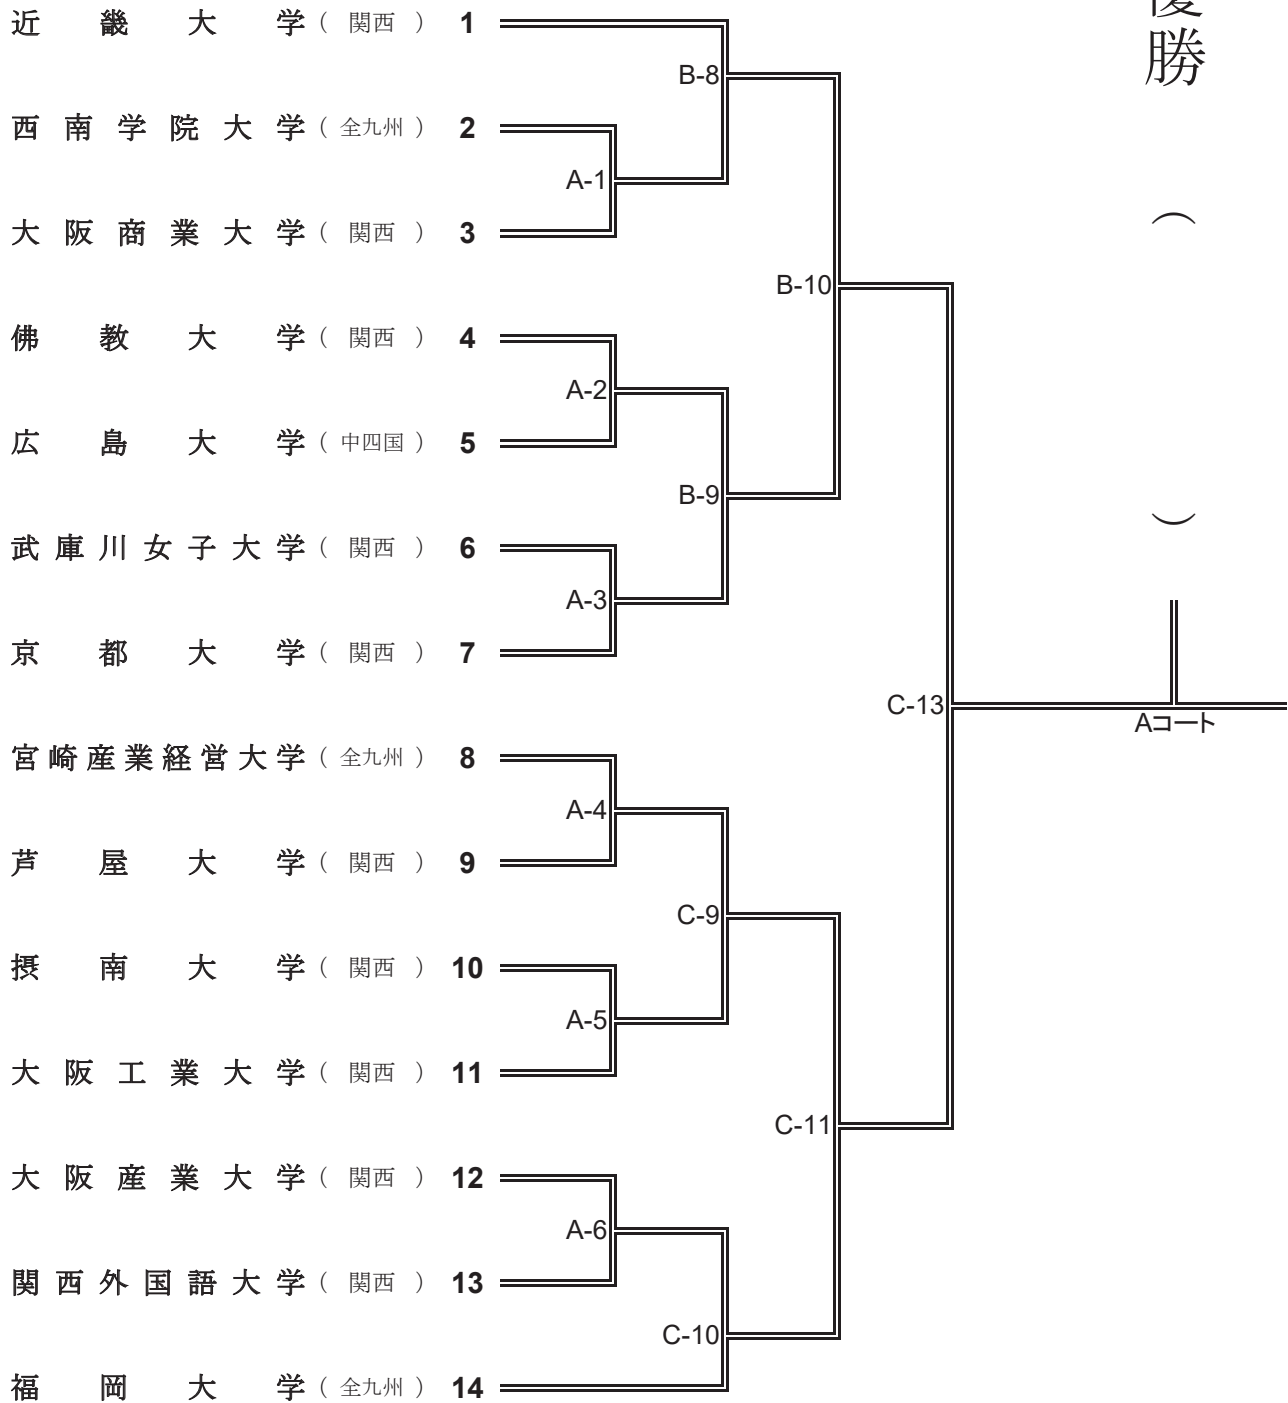 近畿大学（関西）1
B-8
西南学院大学（全九州）2
A-1
大阪商業大学（関西）3
B-10
佛教大学（関西）4
A-2
広島大学（中四国）5
B-9
武庫川女子大学（関西）6
A-3
京都大学（関西）7
C-13
宮崎産業経営大学（全九州）8
A-4
芦屋大学（関西）9
C-9
摂南大学（関西）10
A-5
大阪工業大学（関西）11
C-11
大阪産業大学（関西）12
A-6
関西外国語大学（関西）13
C-10
福岡大学（全九州）14
優勝（ ）
Aコート